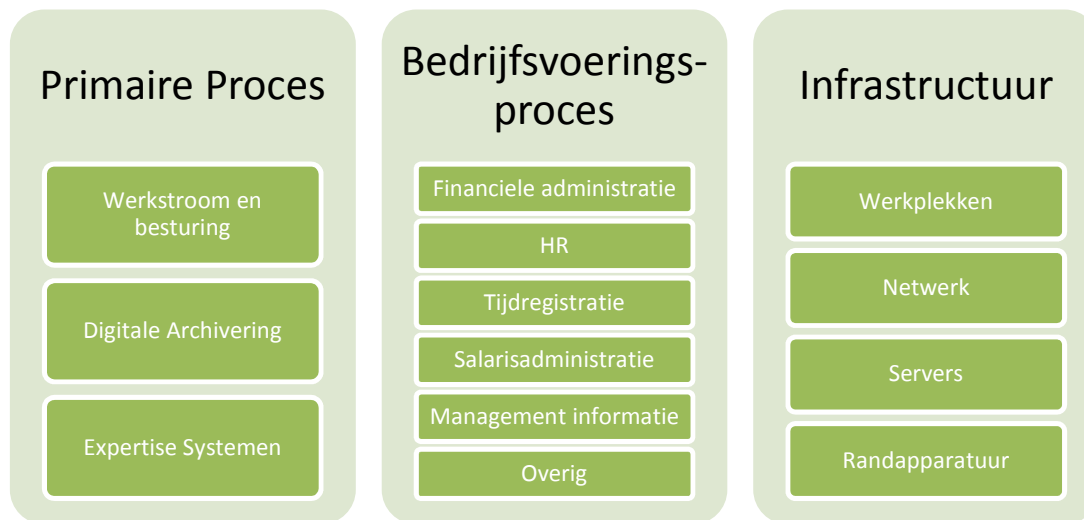 Primaire Proces
Werkstroom en
besturing
Digitale Archivering
Expertise Systemen
Bedrijfsvoerings-
proces
Financiele administratie
HR
Tijdregistratie
Salarisadministratie
Management informatie
Overig
Infrastructuur
Werkplekken
Netwerk
Servers
Randapparatuur